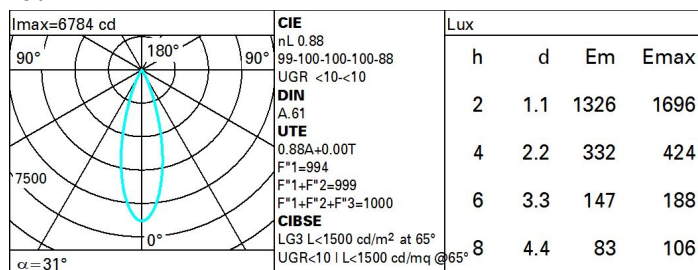 Imax=6784 cd
90°
180°
90°
7500
0°
α=31°
CIE
nL 0.88
99-100-100-100-88
UGR <10-<10
DIN
A.61
UTE
0.88A+0.00T
F"1=994
F"1+F"2=999
F"1+F"2+F"3=1000
CIBSE
LG3 L<1500 cd/m² at 65°
UGR<10 | L<1500 cd/mq @65°
Lux
h d Em Emax
2 1.1 1326 1696
4 2.2 332 424
6 3.3 147 188
8 4.4 83 106